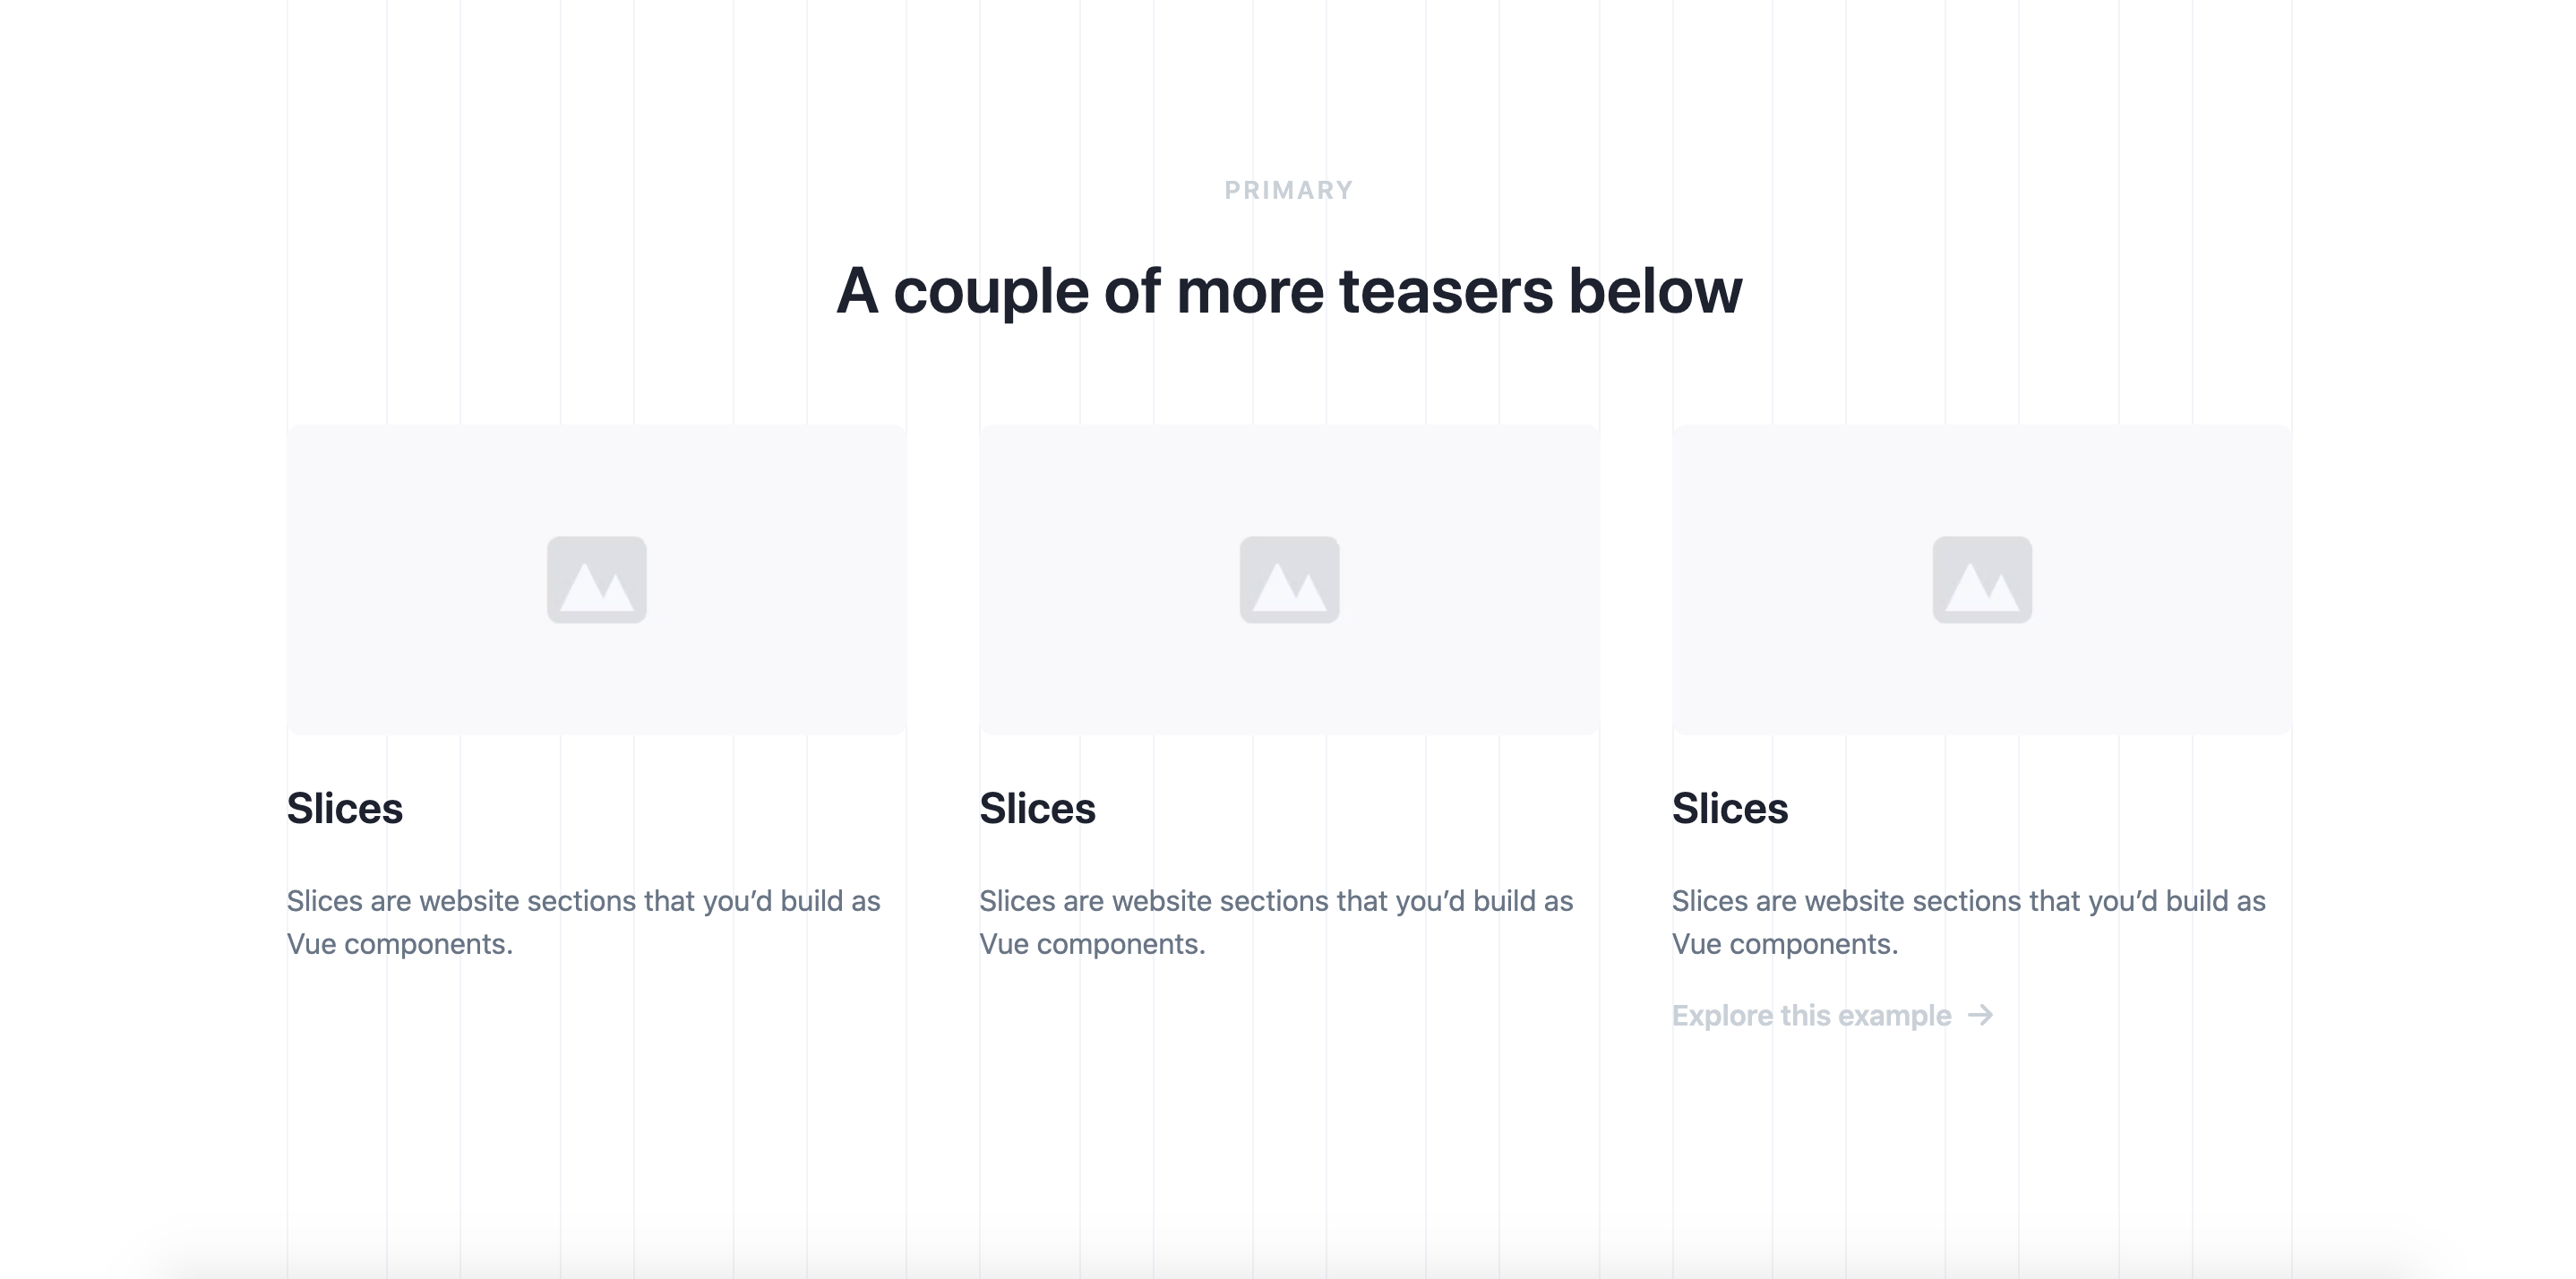 PRIMARY
A couple of more teasers below
Slices
Slices are website sections that you’d build as
Vue components.
Slices
Slices are website sections that you’d build as
Vue components.
Slices
Slices are website sections that you’d build as
Vue components.
Explore this example →